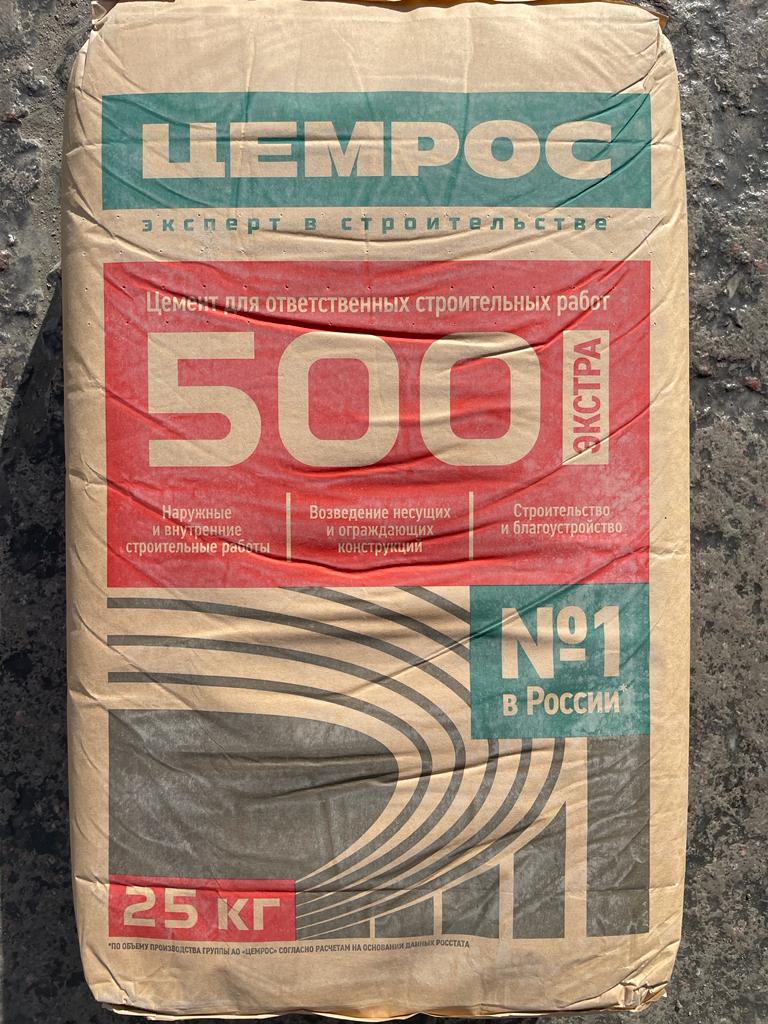 ЦЕМРОС
эксперт в строительстве
Цемент для ответственных строительных работ
500
ЭКСТРА
Наружные
и внутренние
строительные работы
Возведение несущих
и ограждающих
конструкций
Строительство
и благоустройство
№1
в России*
25 кг
*ПО ОБЪЕМУ ПРОИЗВОДСТВА ГРУППЫ АО «ЦЕМРОС» СОГЛАСНО РАСЧЕТАМ НА ОСНОВАНИИ ДАННЫХ РОССТАТА